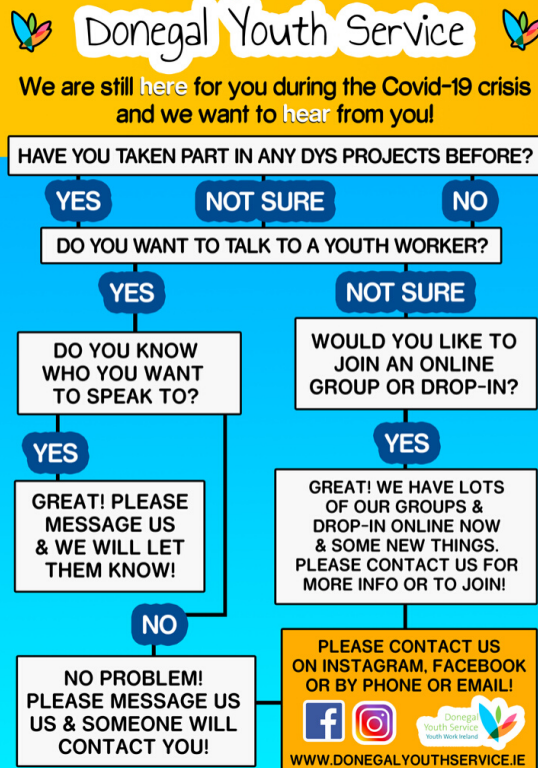 Donegal Youth Service
We are still here for you during the Covid-19 crisis
and we want to hear from you!
HAVE YOU TAKEN PART IN ANY DYS PROJECTS BEFORE?
YES
NOT SURE
NO
DO YOU WANT TO TALK TO A YOUTH WORKER?
YES
NOT SURE
DO YOU KNOW
WHO YOU WANT
TO SPEAK TO?
WOULD YOU LIKE TO
JOIN AN ONLINE
GROUP OR DROP-IN?
YES
YES
GREAT! PLEASE
MESSAGE US
& WE WILL LET
THEM KNOW!
GREAT! WE HAVE LOTS
OF OUR GROUPS &
DROP-IN ONLINE NOW
& SOME NEW THINGS.
PLEASE CONTACT US FOR
MORE INFO OR TO JOIN!
NO
NO PROBLEM!
PLEASE MESSAGE US
US & SOMEONE WILL
CONTACT YOU!
PLEASE CONTACT US
ON INSTAGRAM, FACEBOOK
OR BY PHONE OR EMAIL!
Donegal
Youth Service
Youth Work Ireland
WWW.DONEGALYOUTHSERVICE.IE